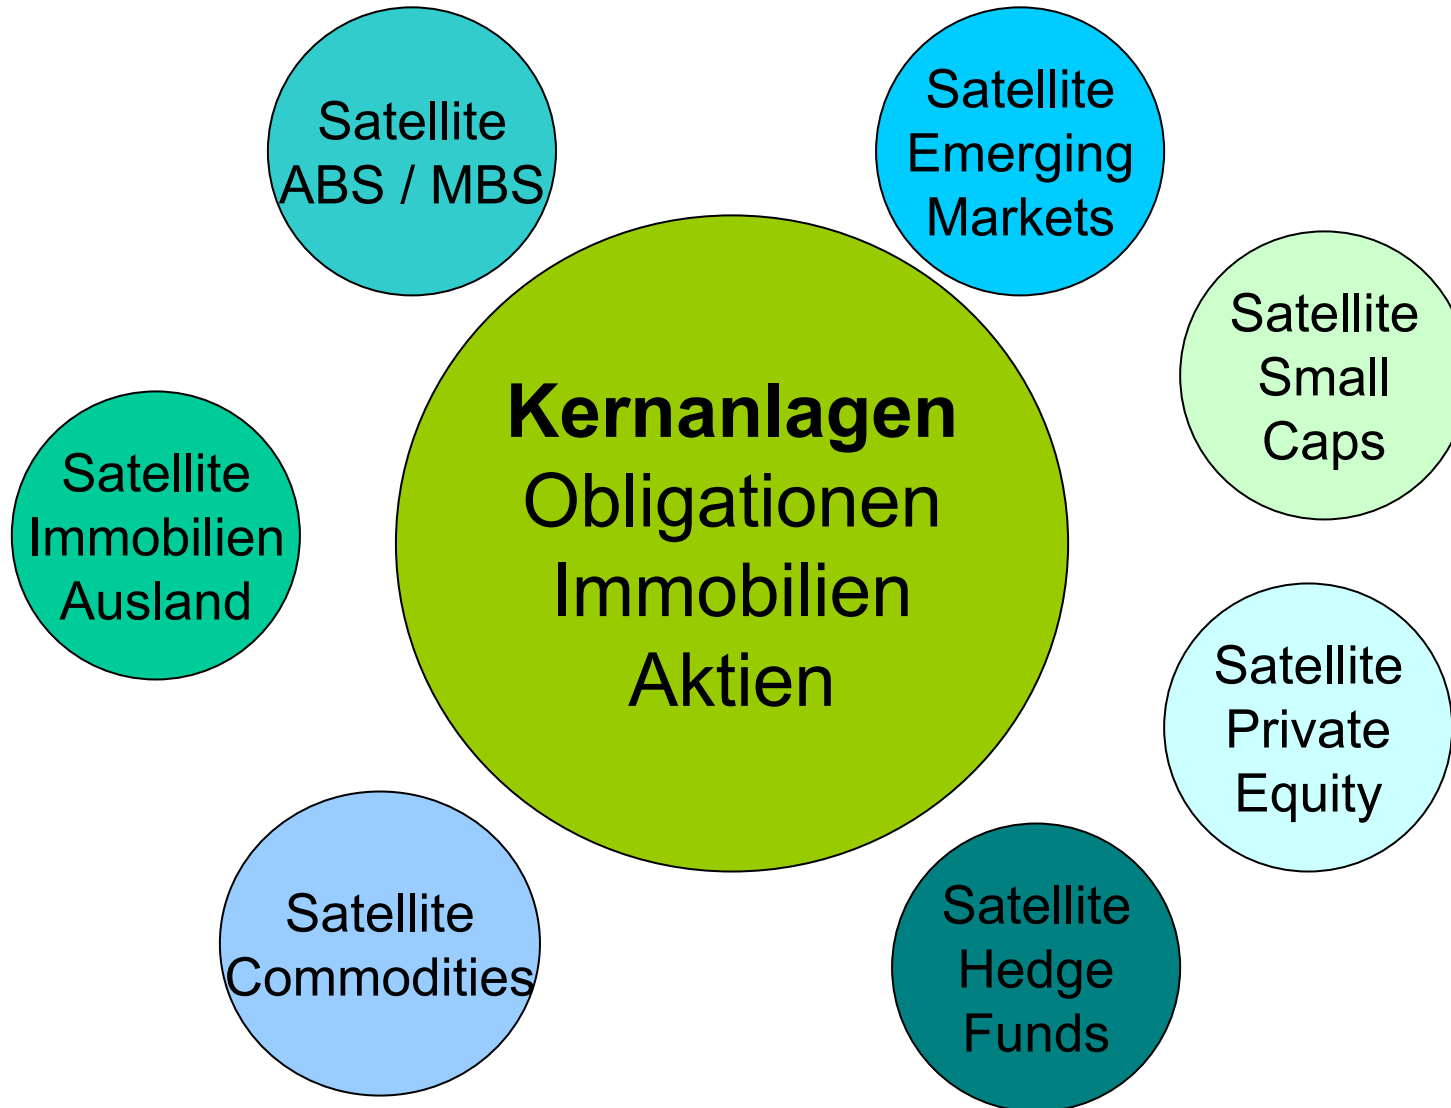 Satellite
ABS / MBS
Satellite
Emerging
Markets
Satellite
Small
Caps
Kernanlagen
Obligationen
Immobilien
Aktien
Satellite
Immobilien
Ausland
Satellite
Private
Equity
Satellite
Commodities
Satellite
Hedge
Funds